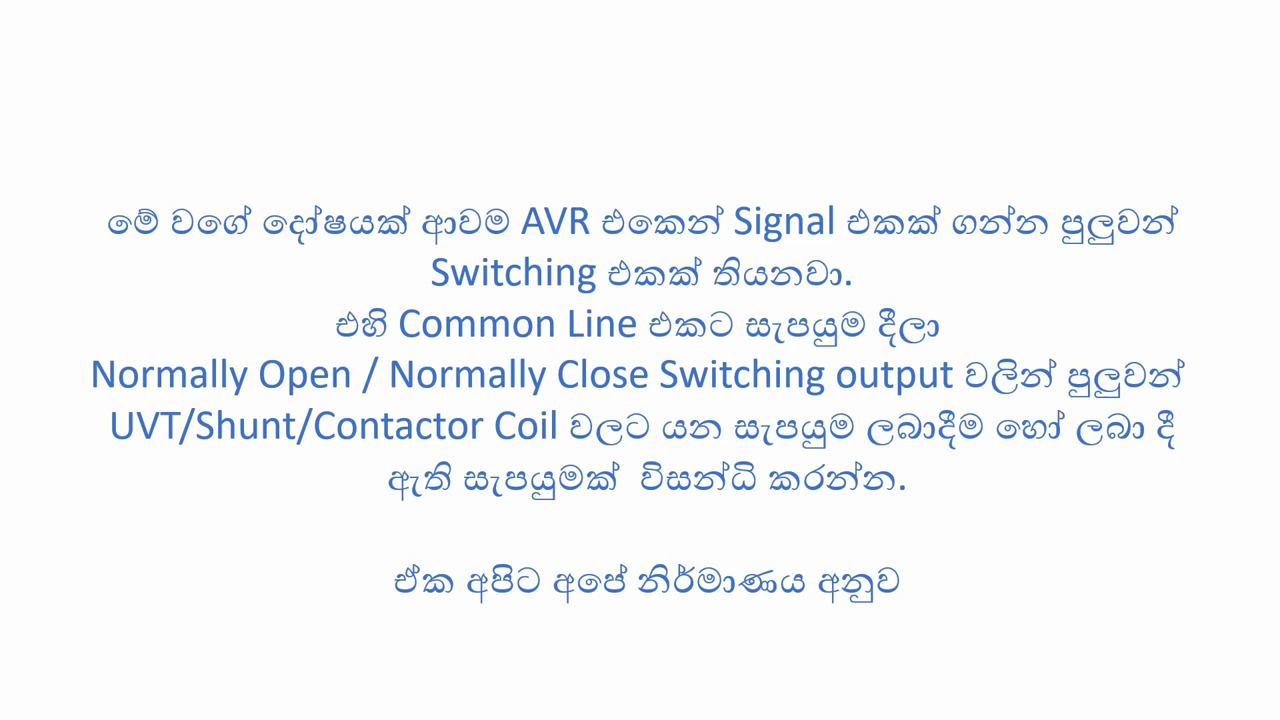 මේ වගේ දෝෂයක් ආවම AVR එකෙන් Signal එකක් ගන්න පුලුවන්
Switching එකක් තියනවා.
එහි Common Line එකට සැපයුම දීලා
Normally Open / Normally Close Switching output වලින් පුලුවන්
UVT/Shunt/Contactor Coil වලට යන සැපයුම ලබාදීම හෝ ලබා දී
ඇති සැපයුමක් විසන්ධි කරන්න.
ඒක අපිට අපේ නිර්මාණය අනුව